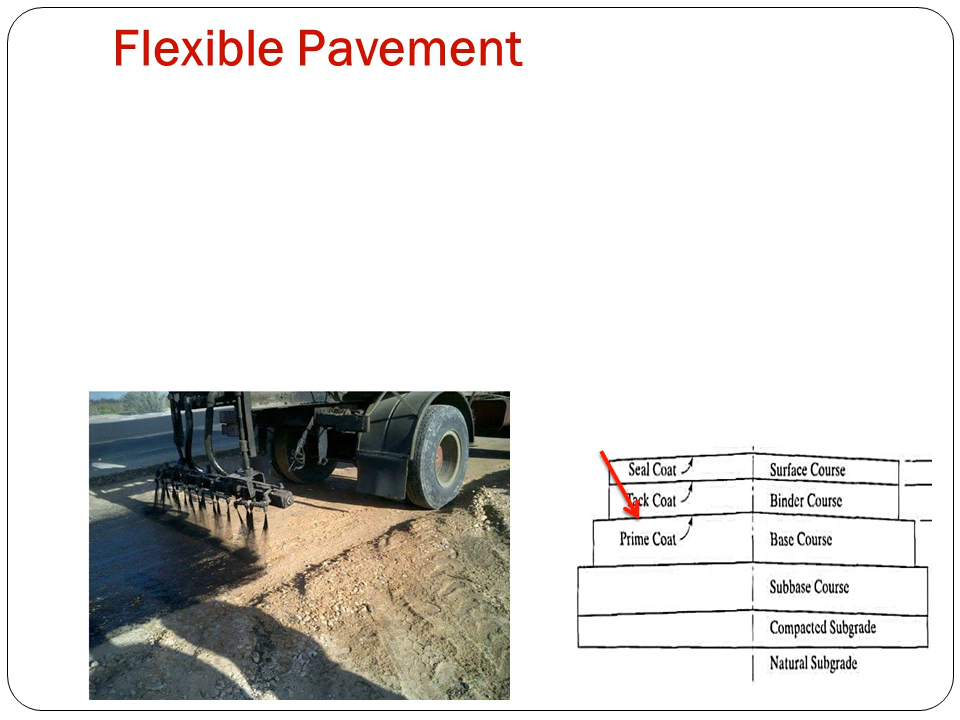 Flexible Pavement
Seal Coat
Surface Course
Tack Coat
Binder Course
Prime Coat
Base Course
Subbase Course
Compacted Subgrade
Natural Subgrade